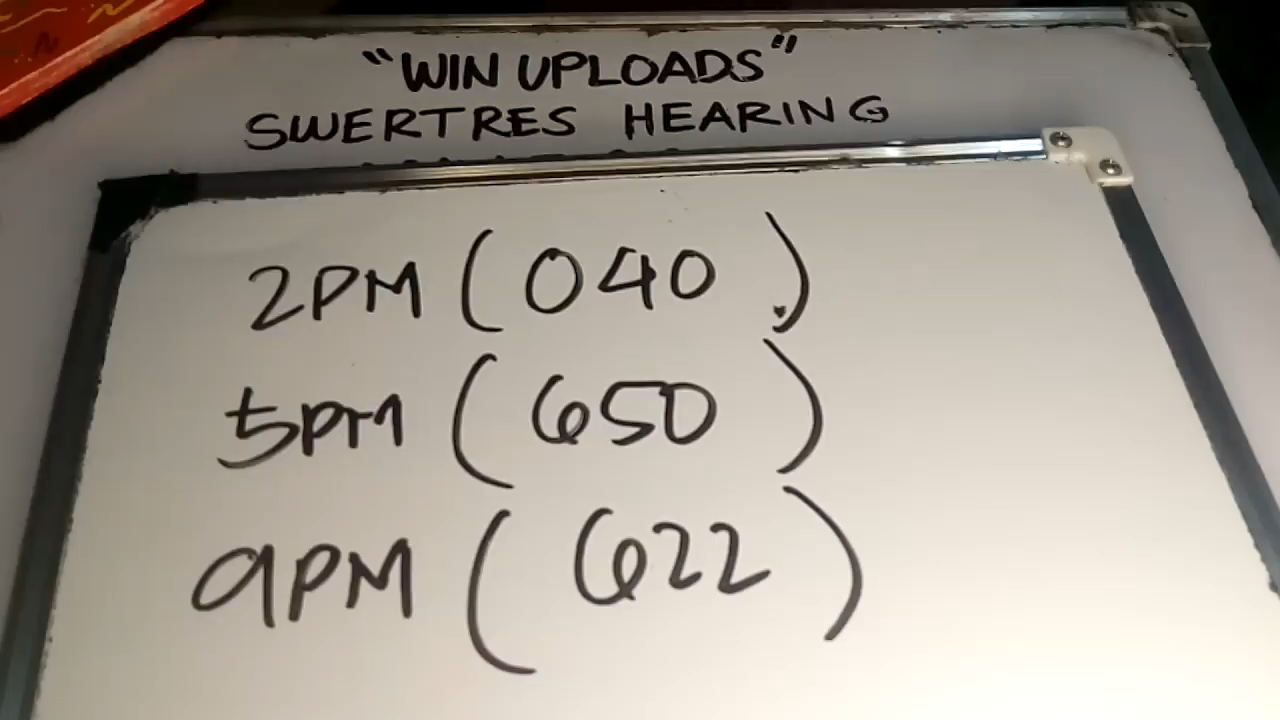 "WIN UPLOADS"
SWERTRES HEARING
2PM ( 040 )
5PM ( 650 )
9PM ( 622 )